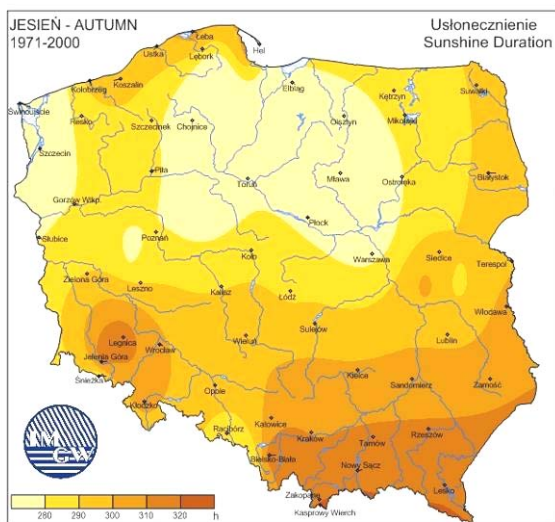 JESIEŃ - AUTUMN
1971-2000
Usłonecznienie
Sunshine Duration
Łeba
Hel
Ustka
Lębork
Koszalin
Kołobrzeg
Elbląg
Kętrzyn
Suwałki
Świnoujście
Resko
Szczecinek
Chojnice
Olsztyn
Mikołajki
Szczecin
Piła
Toruń
Mława
Ostrołęka
Białystok
Gorzów Wlkp.
Płock
Słubice
Poznań
Koło
Warszawa
Siedlce
Terespol
Zielona Góra
Leszno
Kalisz
Łódź
Włodawa
Legnica
Wrocław
Wieluń
Sulejów
Lublin
Jelenia Góra
Śnieżka
Kielce
Sandomierz
Zamość
Kłodzko
Opole
Racibórz
Katowice
Kraków
Tarnów
Rzeszów
Bielsko-Biała
Nowy Sącz
Lesko
Zakopane
Kasprowy Wierch
IM
GW
280 290 300 310 320 h